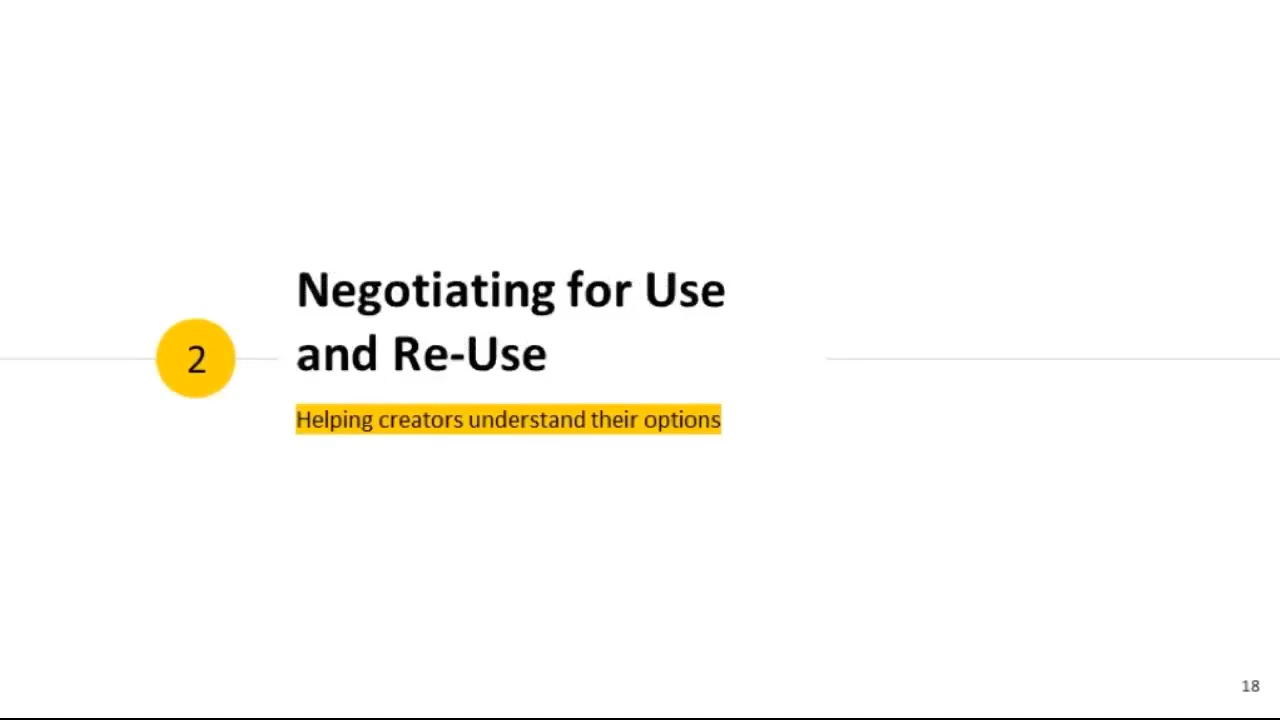 Negotiating for Use
and Re-Use
2
Helping creators understand their options
18